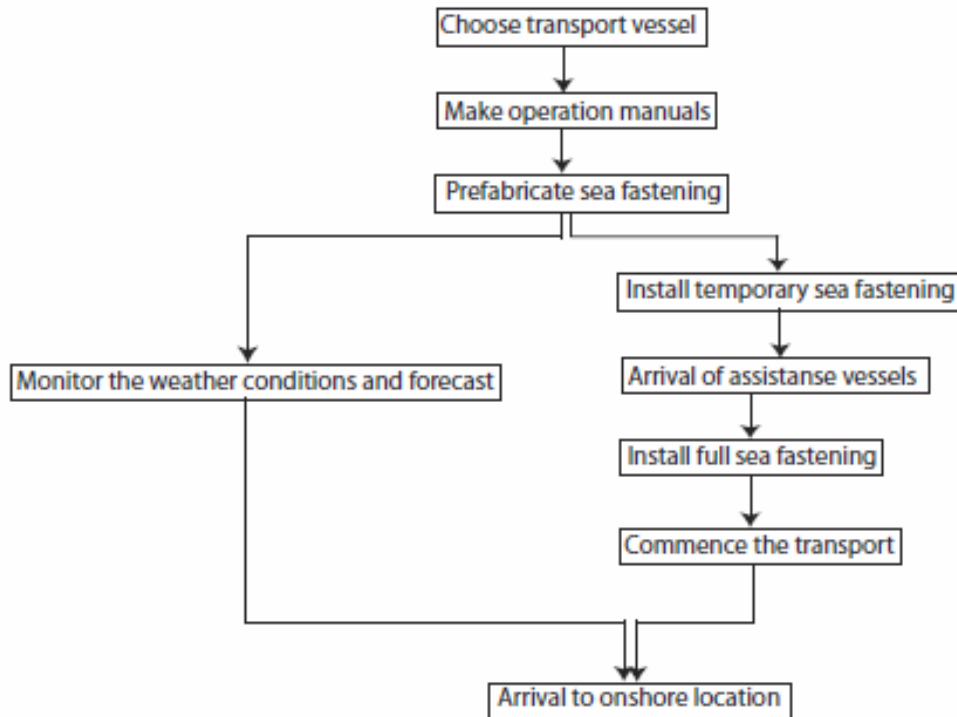 Choose transport vessel
Make operation manuals
Prefabricate sea fastening
Install temporary sea fastening
Monitor the weather conditions and forecast
Arrival of assistanse vessels
Install full sea fastening
Commence the transport
Arrival to onshore location